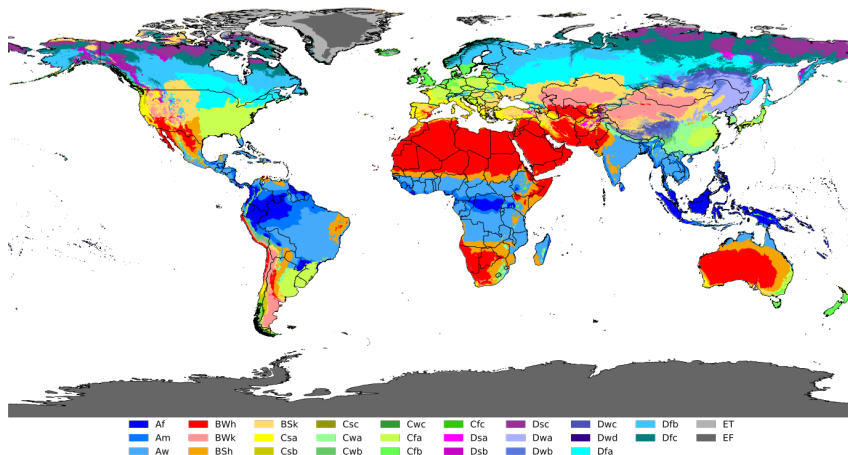 Af BWh BSk Csc Cwc Cfc Dsc Dwc Dfb ET
Am BWk Csa Cwa Cfa Dsa Dwa Dwd Dfc EF
Aw BSh Csb Cwb Cfb Dsb Dwb Dfa